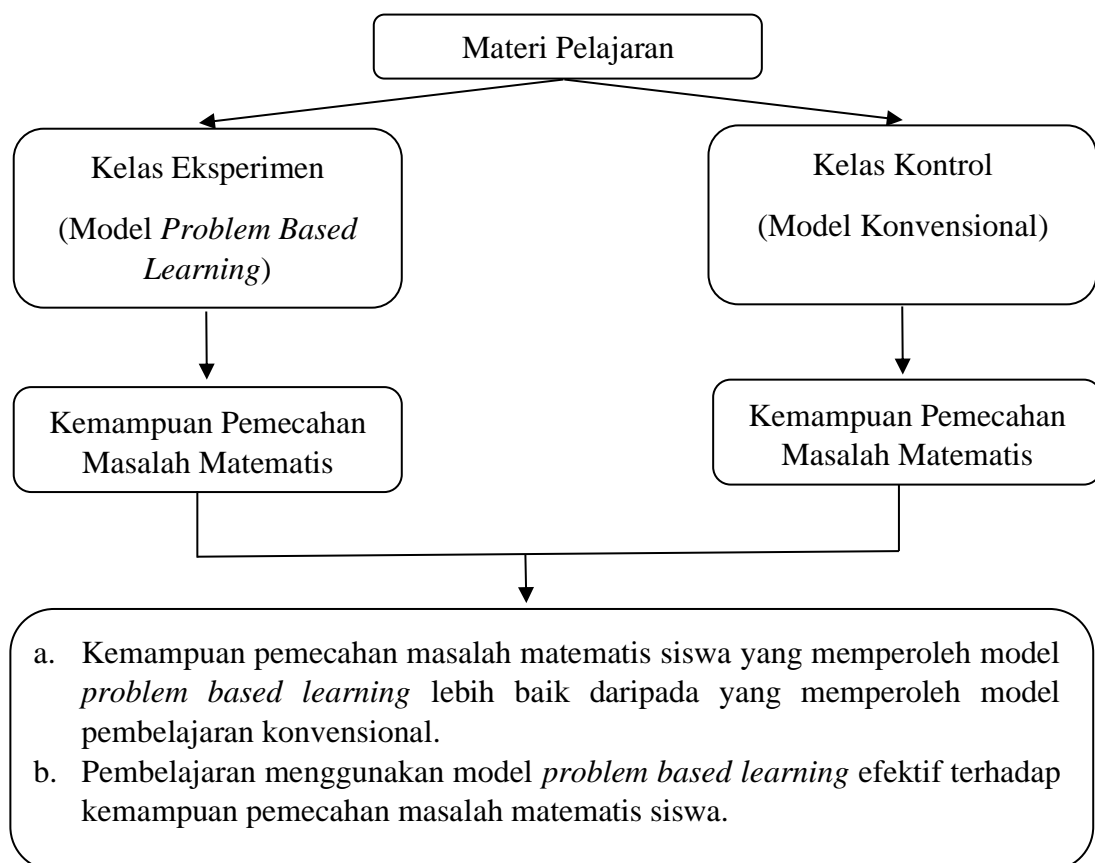 Materi Pelajaran
Kelas Eksperimen
(Model Problem Based
Learning)
Kelas Kontrol
(Model Konvensional)
Kemampuan Pemecahan
Masalah Matematis
Kemampuan Pemecahan
Masalah Matematis
a. Kemampuan pemecahan masalah matematis siswa yang memperoleh model
problem based learning lebih baik daripada yang memperoleh model
pembelajaran konvensional.
b. Pembelajaran menggunakan model problem based learning efektif terhadap
kemampuan pemecahan masalah matematis siswa.